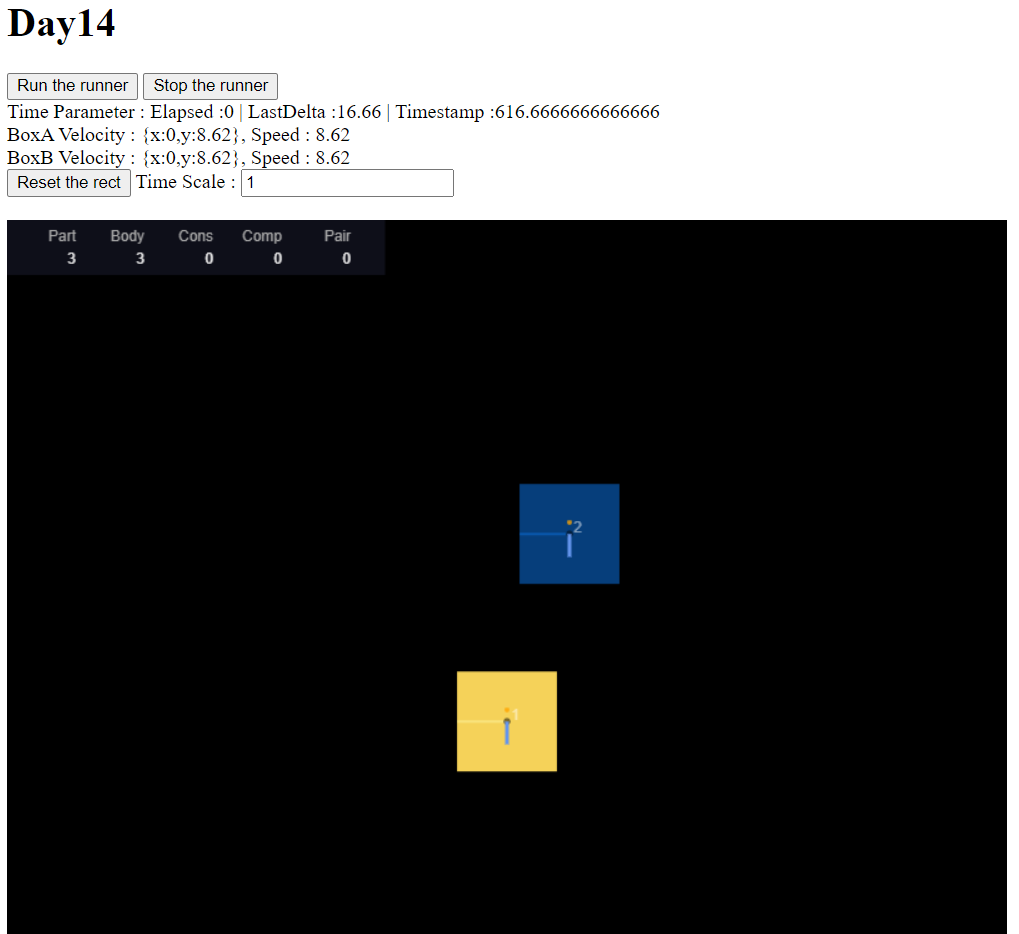 Day14
Run the runner Stop the runner
Time Parameter : Elapsed :0 | LastDelta :16.66 | Timestamp :616.6666666666666
BoxA Velocity : {x:0,y:8.62}, Speed : 8.62
BoxB Velocity : {x:0,y:8.62}, Speed : 8.62
Reset the rect Time Scale : 1
Part Body Cons Comp Pair
3 3 0 0 0
2
1